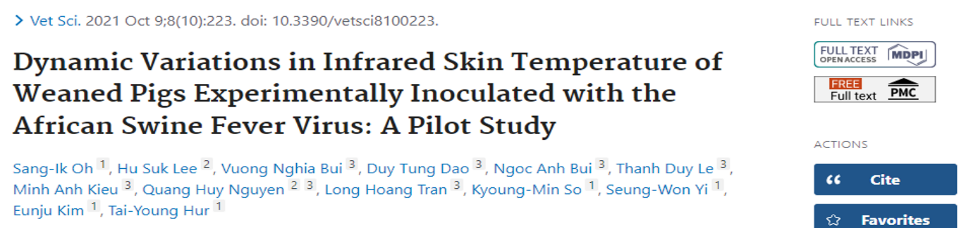 Vet Sci. 2021 Oct 9;8(10):223. doi: 10.3390/vetsci8100223.
Dynamic Variations in Infrared Skin Temperature of
Weaned Pigs Experimentally Inoculated with the
African Swine Fever Virus: A Pilot Study
Sang-Ik Oh 1, Hu Suk Lee 2, Vuong Nghia Bui 3, Duy Tung Dao 3, Ngoc Anh Bui 3, Thanh Duy Le 3,
Minh Anh Kieu 3, Quang Huy Nguyen 2 3, Long Hoang Tran 3, Kyoung-Min So 1, Seung-Won Yi 1,
Eunju Kim 1, Tai-Young Hur 1
FULL TEXT LINKS
FULL TEXT
OPEN ACCESS
MDPI
FREE
Full text
PMC
ACTIONS
Cite
Favorites